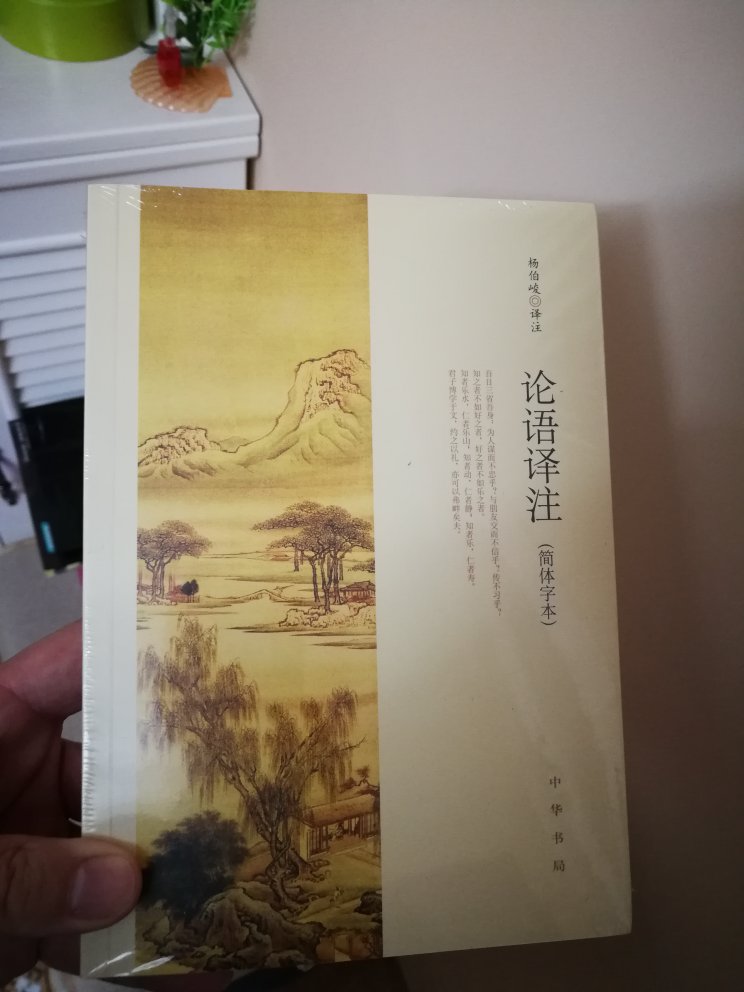 杨伯峻◎译注
论语译注(简体字本)
吾日三省吾身,为人谋而不忠乎?与朋友交而不信乎?传不习乎?
知之者不如好之者,好之者不如乐之者。
知者乐水,仁者乐山,知者动,仁者静,知者乐,仁者寿。
君子博学于文,约之以礼,亦可以弗畔矣夫。
中华书局